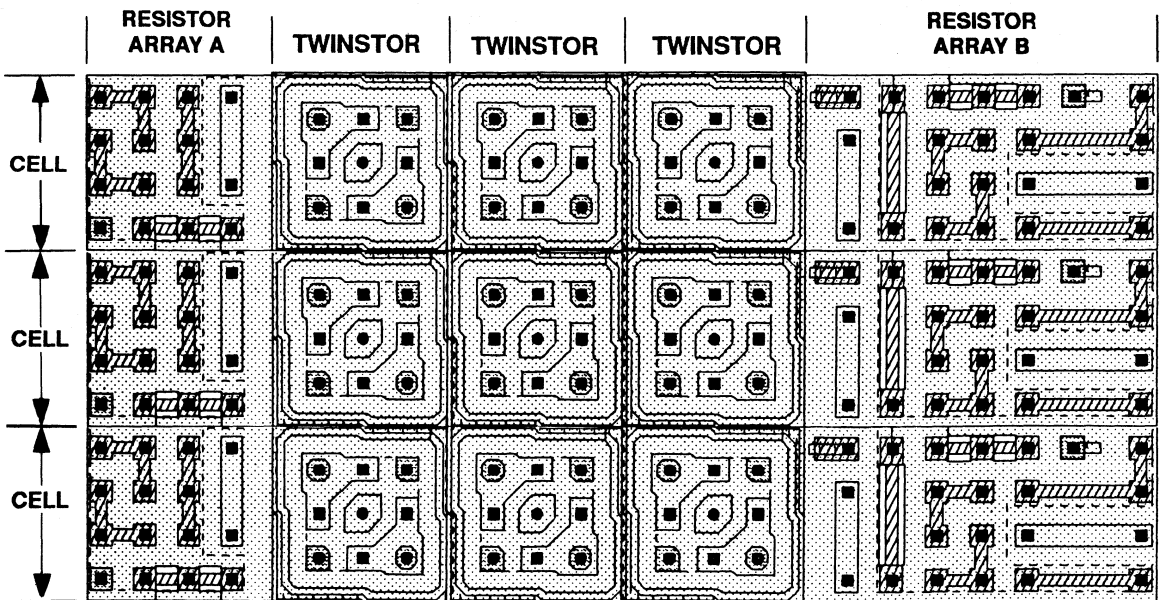 RESISTOR
ARRAY A
TWINSTOR
TWINSTOR
TWINSTOR
RESISTOR
ARRAY B
CELL
CELL
CELL